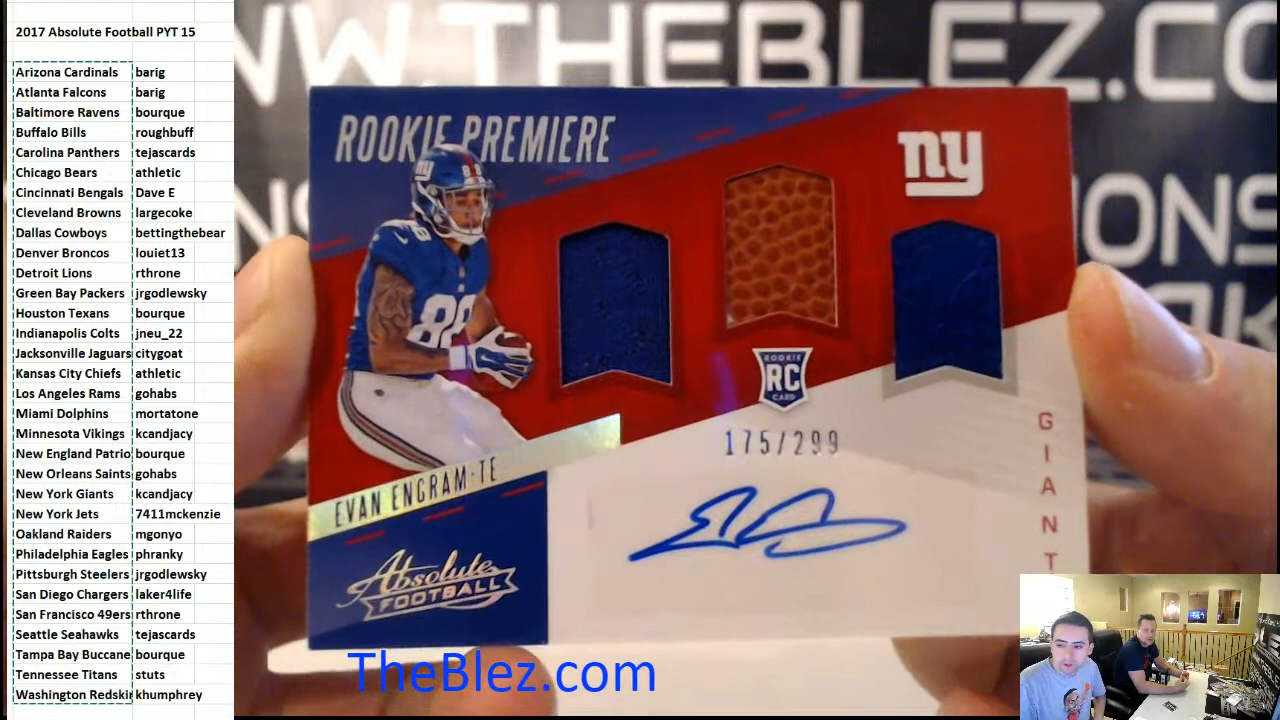 2017 Absolute Football PYT 15
Arizona Cardinals barig
Atlanta Falcons barig
Baltimore Ravens bourque
Buffalo Bills roughbuff
Carolina Panthers tejascards
Chicago Bears athletic
Cincinnati Bengals Dave E
Cleveland Browns largecoke
Dallas Cowboys bettingthebear
Denver Broncos louiet13
Detroit Lions rthrone
Green Bay Packers jrgodlewsky
Houston Texans bourque
Indianapolis Colts jneu_22
Jacksonville Jaguars citygoat
Kansas City Chiefs athletic
Los Angeles Rams gohabs
Miami Dolphins mortatone
Minnesota Vikings kcandjacy
New England Patrio bourque
New Orleans Saints gohabs
New York Giants kcandjacy
New York Jets 7411mckenzie
Oakland Raiders mgonyo
Philadelphia Eagles phranky
Pittsburgh Steelers jrgodlewsky
San Diego Chargers laker4life
San Francisco 49ers rthrone
Seattle Seahawks tejascards
Tampa Bay Buccane bourque
Tennessee Titans stuts
Washington Redskin khumphrey
WW.THEBLEZ.CO
ROOKIE PREMIERE
ny
ny
88
88
ROOKIE
RC
CARD
175/299
EVAN ENGRAM-TE
Absolute
FOOTBALL
GIANT
TheBlez.com